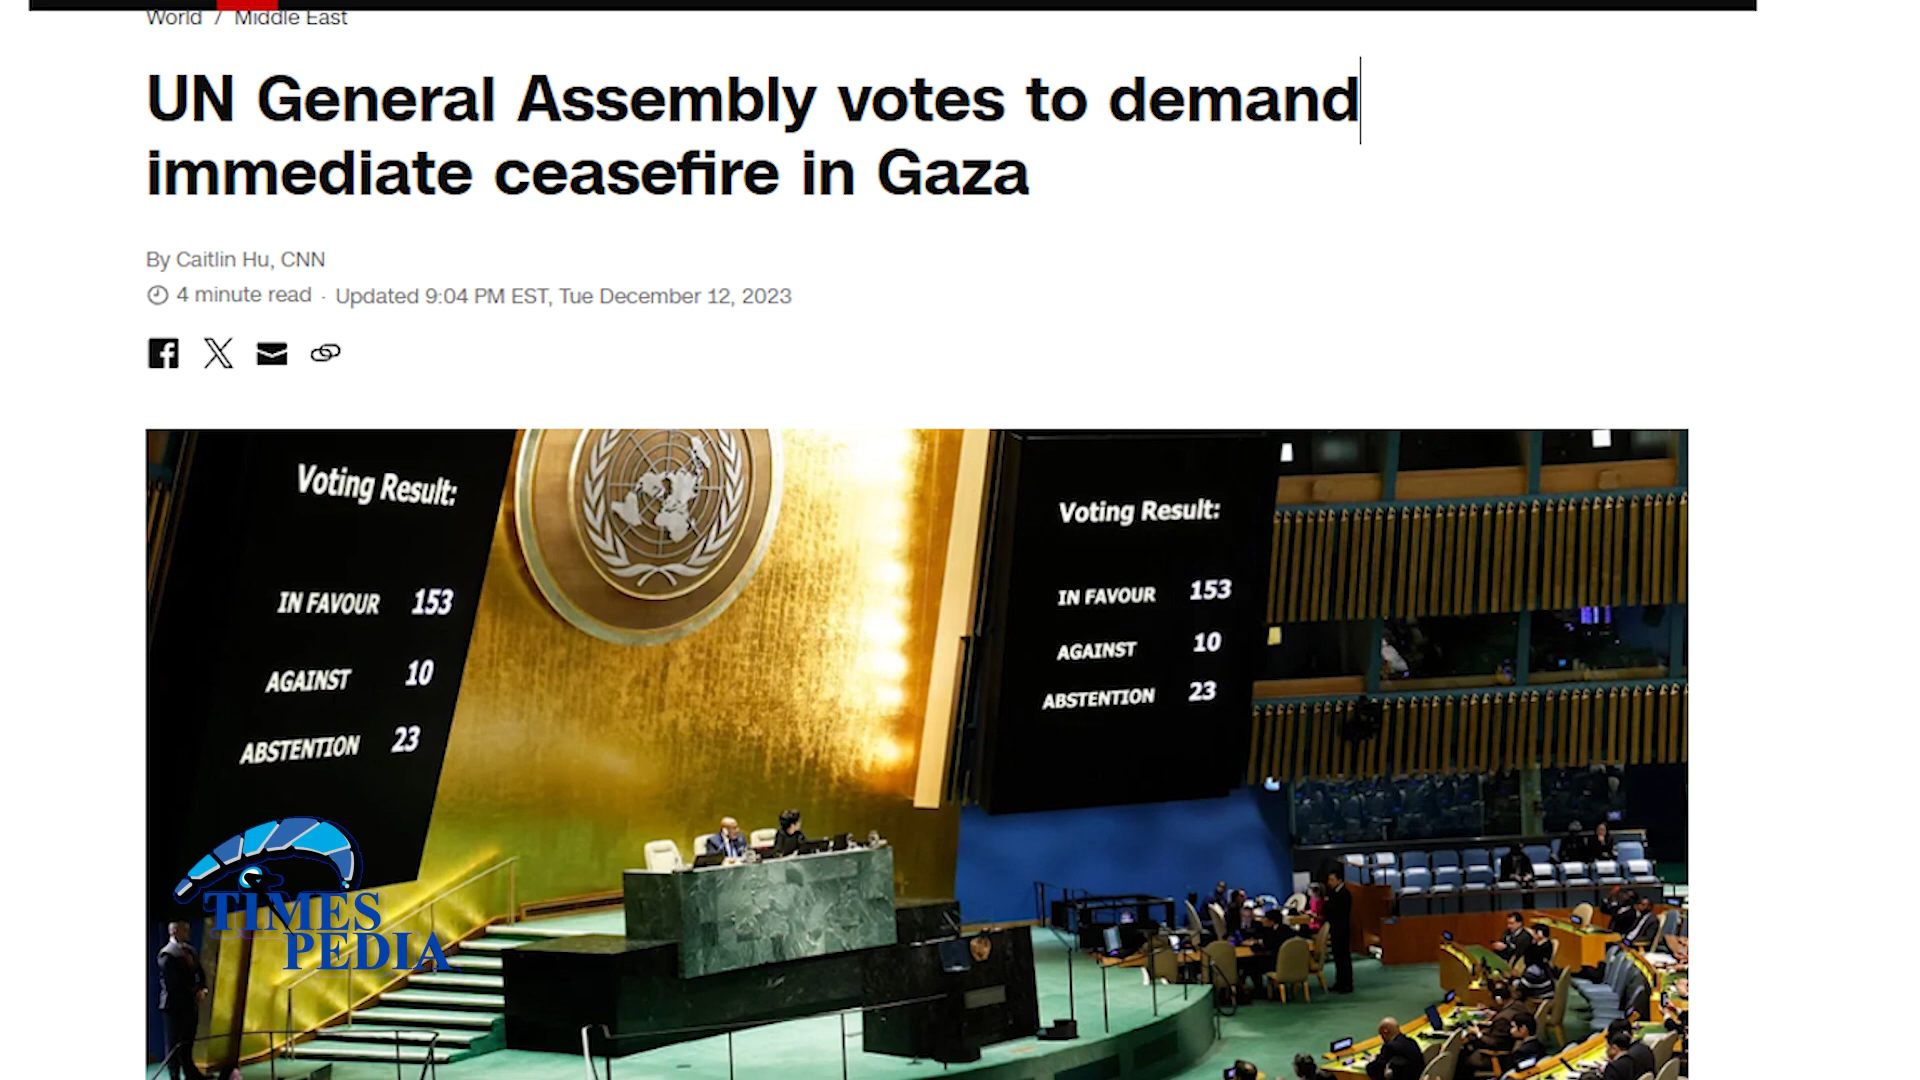 World / Middle East
UN General Assembly votes to demand
immediate ceasefire in Gaza
By Caitlin Hu, CNN
4 minute read · Updated 9:04 PM EST, Tue December 12, 2023
Voting Result:
IN FAVOUR 153
AGAINST 10
ABSTENTION 23
Voting Result:
IN FAVOUR 153
AGAINST 10
ABSTENTION 23
TIMES
PEDIA